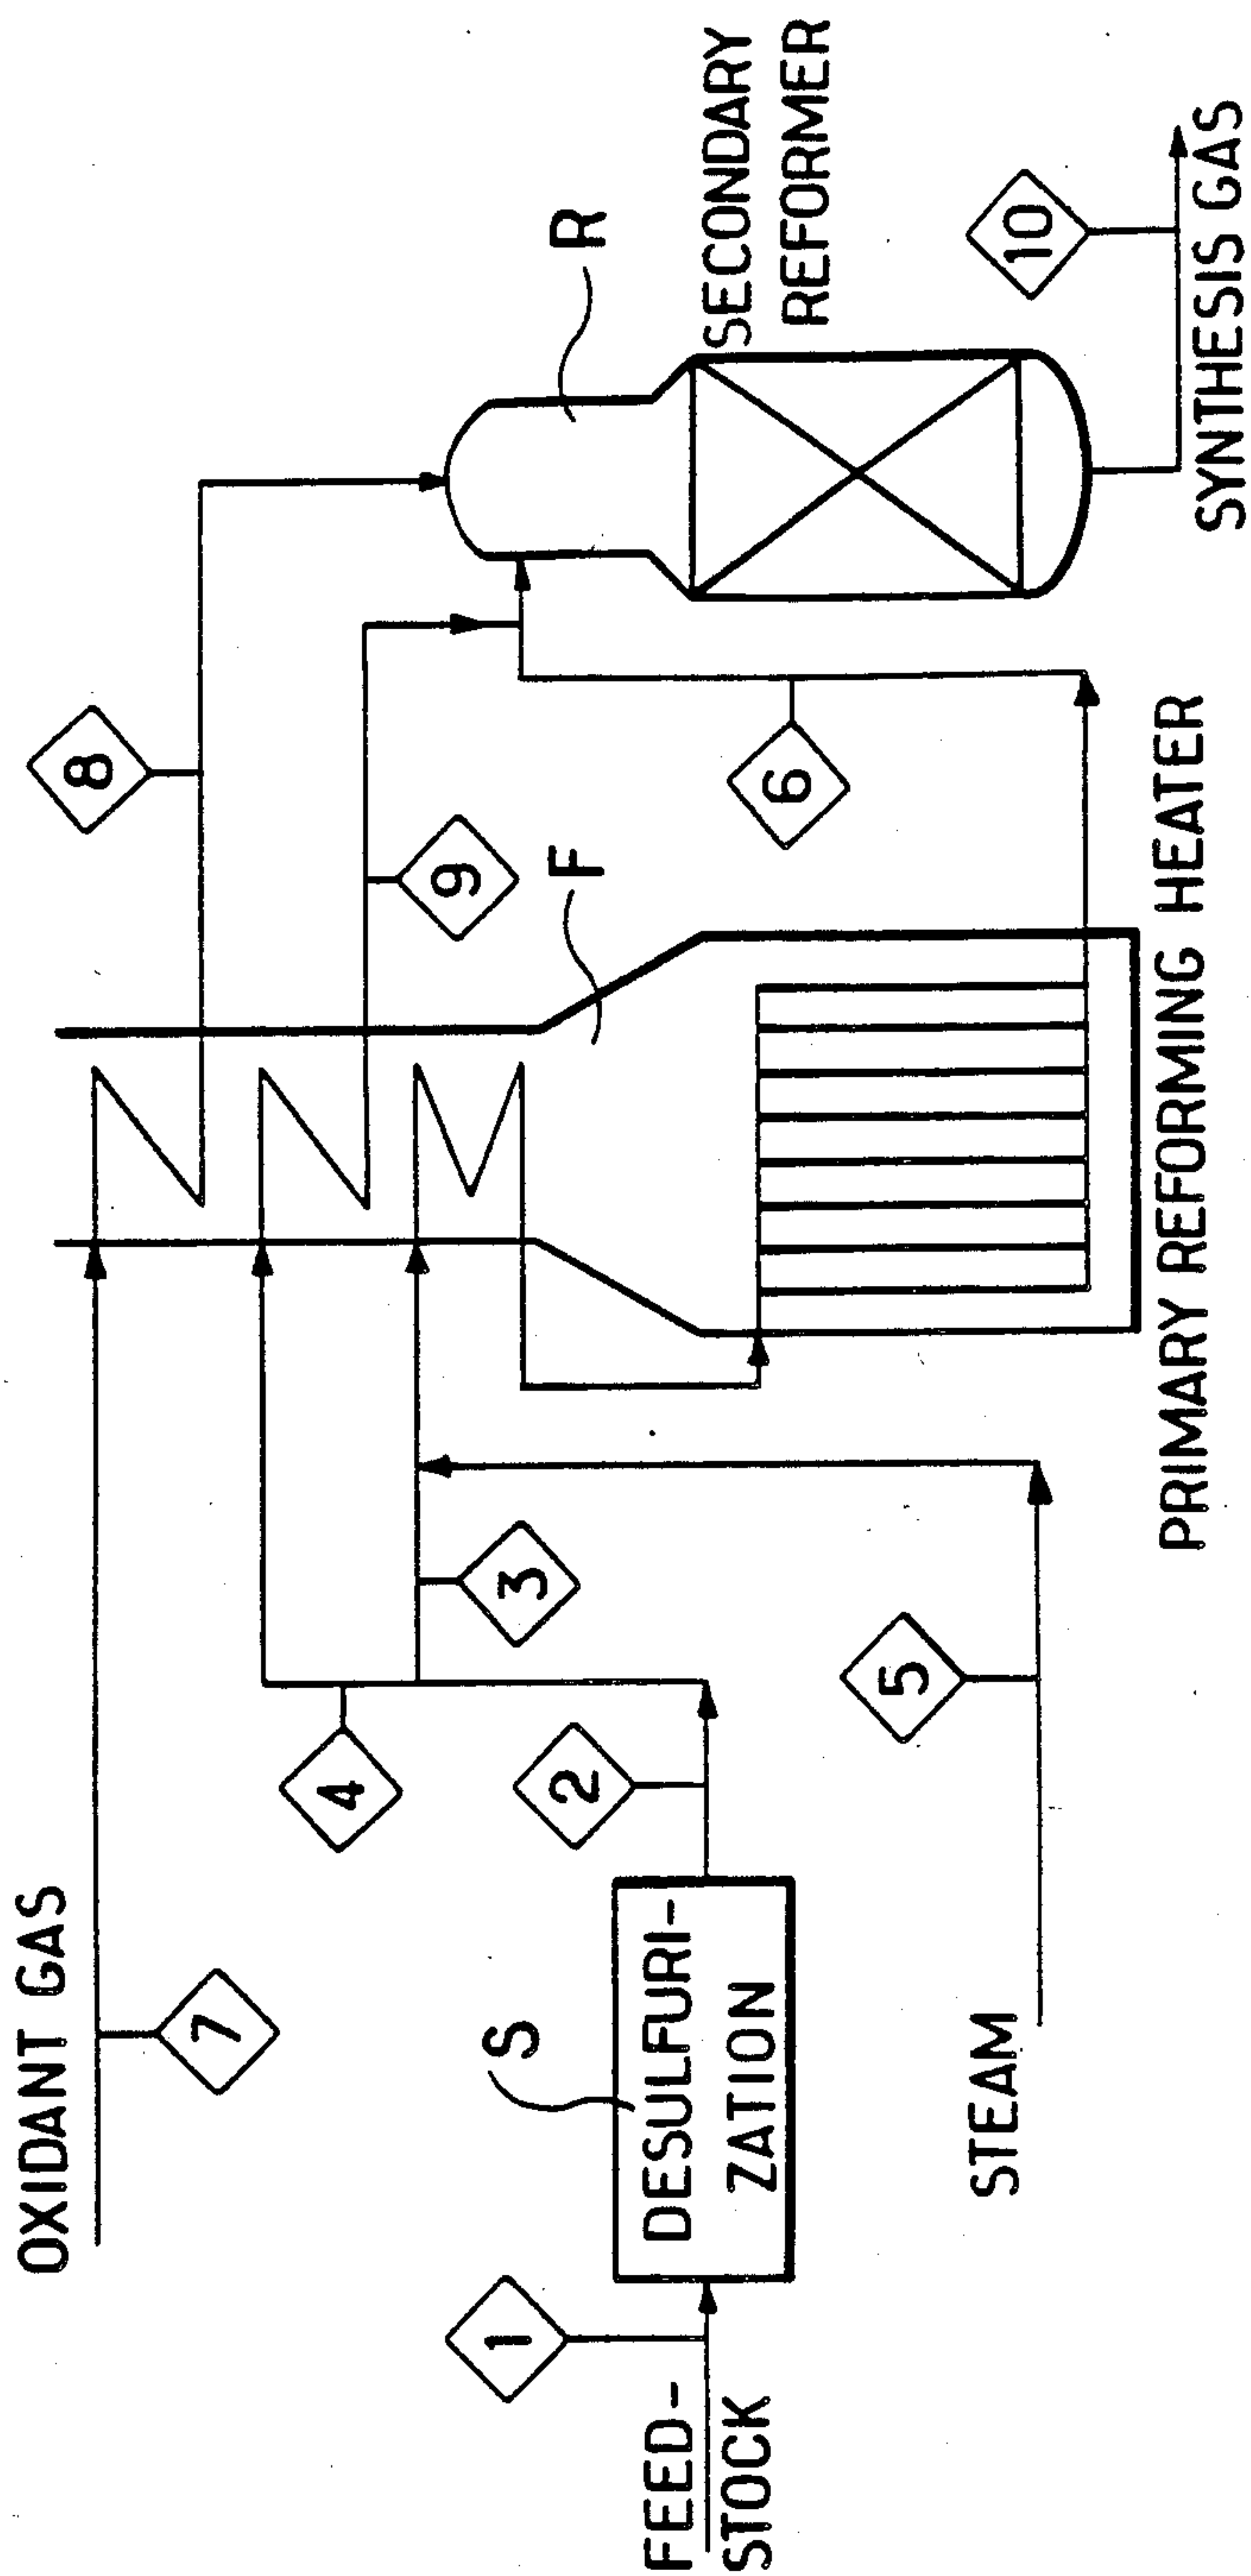 OXIDANT GAS
7
8
4
9
3
F
R
SECONDARY
REFORMER
1
FEED-
STOCK
S
DESULFURI-
ZATION
2
5
STEAM
6
10
PRIMARY REFORMING HEATER
SYNTHESIS GAS